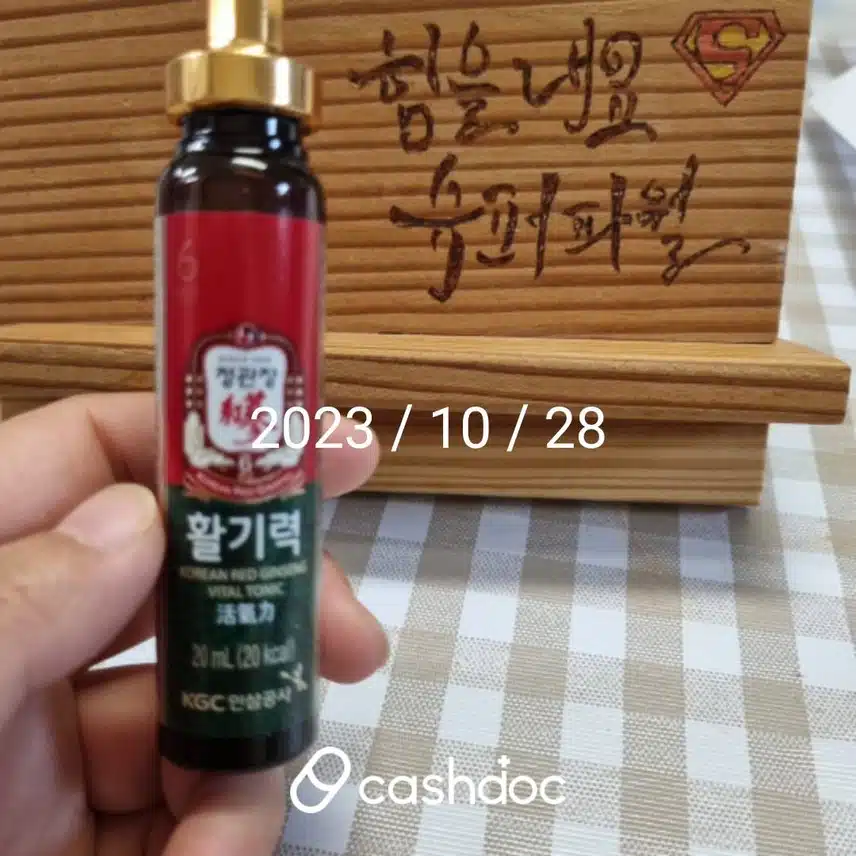 힘을내요
S
슈퍼파월
6
정관장
2023 / 10 / 28
활기력
KOREAN RED GINSENG
VITAL TONIC
活氣力
20 mL (20 kcal)
KGC 인삼공사
cashdoc